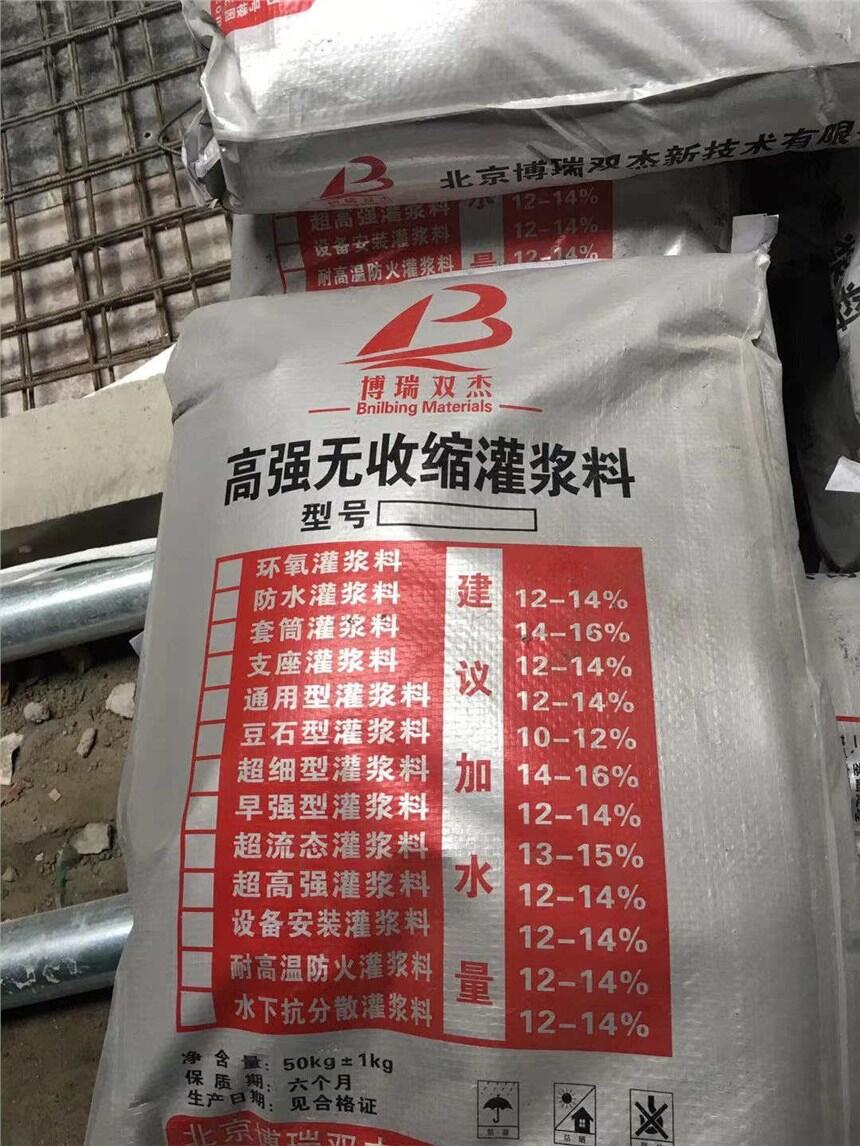 北京博瑞双杰新技术有限
超高强灌浆料 水 12-14%
设备安装灌浆料 12-14%
耐高温防火灌浆料 量 12-14%
B
博瑞双杰
Bnilbing Materials
高强无收缩灌浆料
型号
建议加水量
环氧灌浆料
防水灌浆料 12-14%
套筒灌浆料 14-16%
支座灌浆料 12-14%
通用型灌浆料 12-14%
豆石型灌浆料 10-12%
超细型灌浆料 14-16%
早强型灌浆料 12-14%
超流态灌浆料 13-15%
超高强灌浆料 12-14%
设备安装灌浆料 12-14%
耐高温防火灌浆料 12-14%
水下抗分散灌浆料 12-14%
净含量：50kg±1kg
保质期：六个月
生产日期：见合格证
北京博瑞双杰